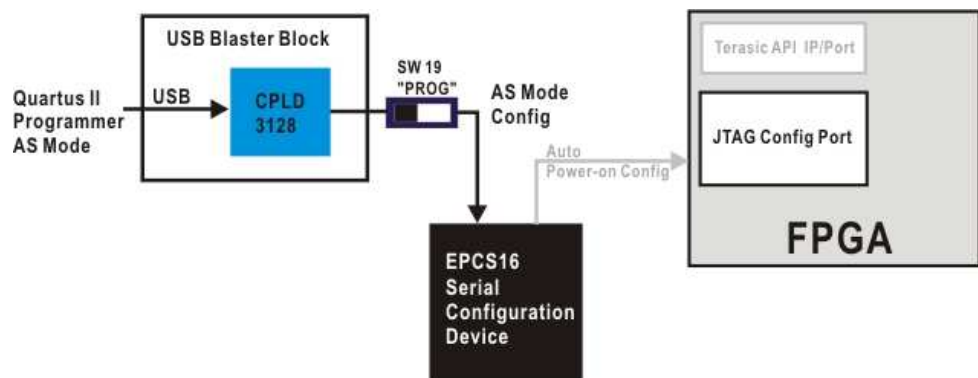 USB Blaster Block
Quartus II
Programmer
AS Mode
USB
CPLD
3128
SW 19
"PROG"
AS Mode
Config
EPCS16
Serial
Configuration
Device
Auto
Power-on Config
Terasic API IP/Port
JTAG Config Port
FPGA